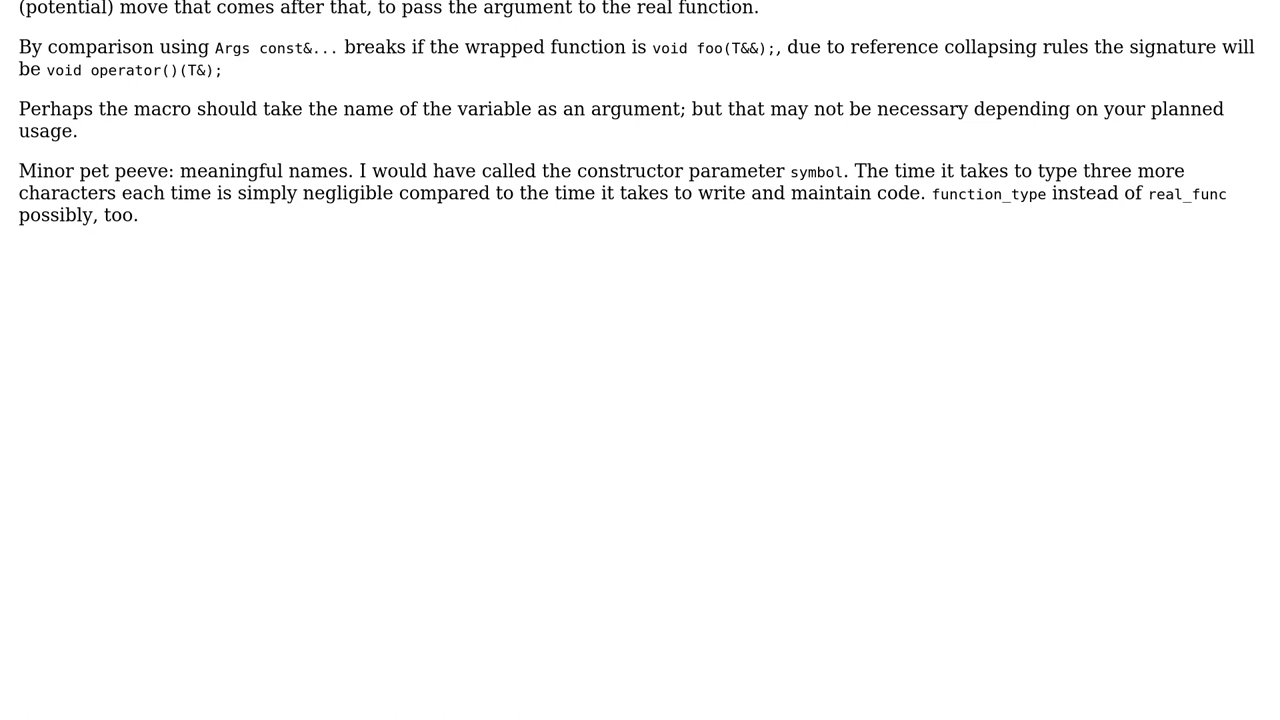 (potential) move that comes after that, to pass the argument to the real function.
By comparison using Args const&... breaks if the wrapped function is void foo(T&&);, due to reference collapsing rules the signature will
be void operator()(T&);
Perhaps the macro should take the name of the variable as an argument; but that may not be necessary depending on your planned
usage.
Minor pet peeve: meaningful names. I would have called the constructor parameter symbol. The time it takes to type three more
characters each time is simply negligible compared to the time it takes to write and maintain code. function_type instead of real_func
possibly, too.